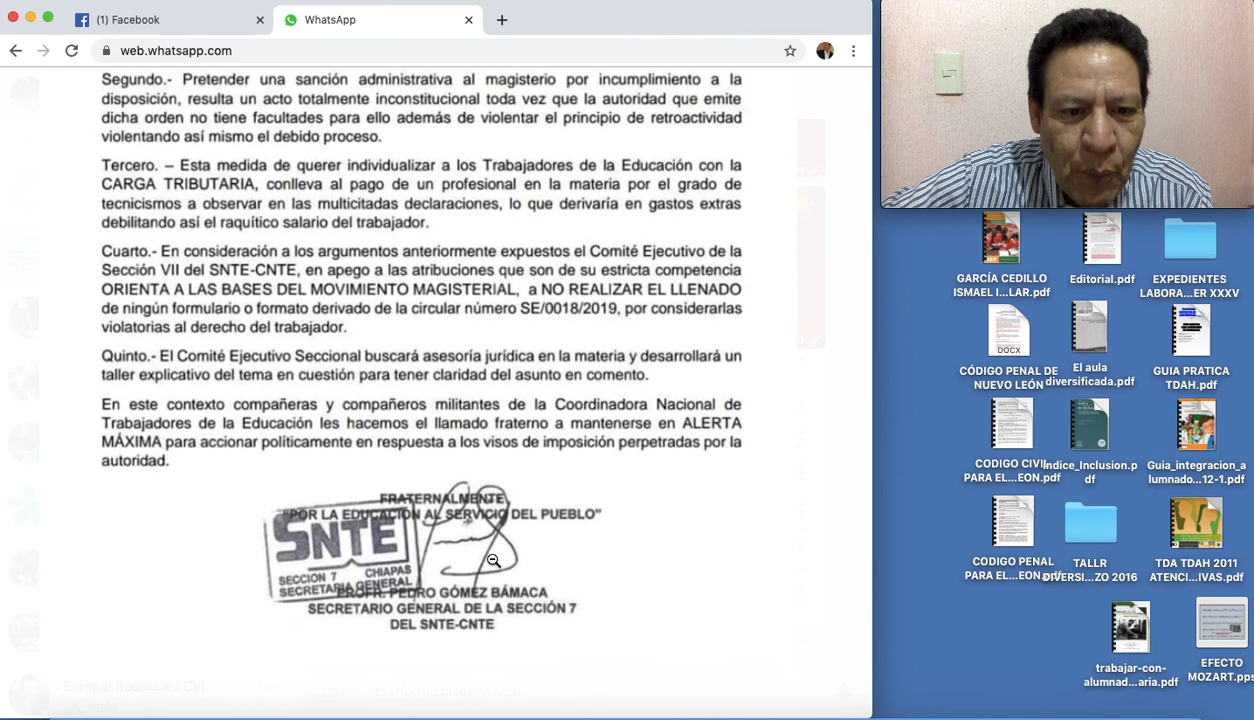 (1) Facebook
WhatsApp
web.whatsapp.com
Segundo.- Pretender una sanción administrativa al magisterio por incumplimiento a la
disposición, resulta un acto totalmente inconstitucional toda vez que la autoridad que emite
dicha orden no tiene facultades para ello además de violentar el principio de retroactividad
violentando así mismo el debido proceso.
Tercero. – Esta medida de querer individualizar a los Trabajadores de la Educación con la
CARGA TRIBUTARIA, conlleva al pago de un profesional en la materia por el grado de
tecnicismos a observar en las multicitadas declaraciones, lo que derivaría en gastos extras
debilitando así el raquítico salario del trabajador.
Cuarto.- En consideración a los argumentos anteriormente expuestos el Comité Ejecutivo de la
Sección VII del SNTE-CNTE, en apego a las atribuciones que son de su estricta competencia
ORIENTA A LAS BASES DEL MOVIMIENTO MAGISTERIAL, a NO REALIZAR EL LLENADO
de ningún formulario o formato derivado de la circular número SE/0018/2019, por considerarlas
violatorias al derecho del trabajador.
Quinto.- El Comité Ejecutivo Seccional buscará asesoría jurídica en la materia y desarrollará un
taller explicativo del tema en cuestión para tener claridad del asunto en comento.
En este contexto compañeras y compañeros militantes de la Coordinadora Nacional de
Trabajadores de la Educación les hacemos el llamado fraterno a mantenerse en ALERTA
MÁXIMA para accionar políticamente en respuesta a los visos de imposición perpetradas por la
autoridad.
FRATERNALMENTE
"POR LA EDUCACIÓN AL SERVICIO DEL PUEBLO"
SNTE
SECCION 7 CHIAPAS
SECRETARIA GENERAL
PROFR. PEDRO GÓMEZ BÁMACA
SECRETARIO GENERAL DE LA SECCIÓN 7
DEL SNTE-CNTE
Enrique Rodríguez Cel
GARCÍA CEDILLO
ISMAEL I...LAR.pdf
Editorial.pdf
EXPEDIENTES
LABORA...ER XXXV
DOCX
CÓDIGO PENAL DE
NUEVO LEÓN
El aula
diversificada.pdf
GUIA PRATICA
TDAH.pdf
CODIGO CIVIL
PARA EL...EON.pdf
Indice_Inclusion.p
df
Guia_integracion_a
lumnado...12-1.pdf
CODIGO PENAL
PARA EL...EON.pdf
TALLR
DIVERSI...ZO 2016
TDA TDAH 2011
ATENCI...IVAS.pdf
trabajar-con-
alumnad...aria.pdf
EFECTO
MOZART.pps